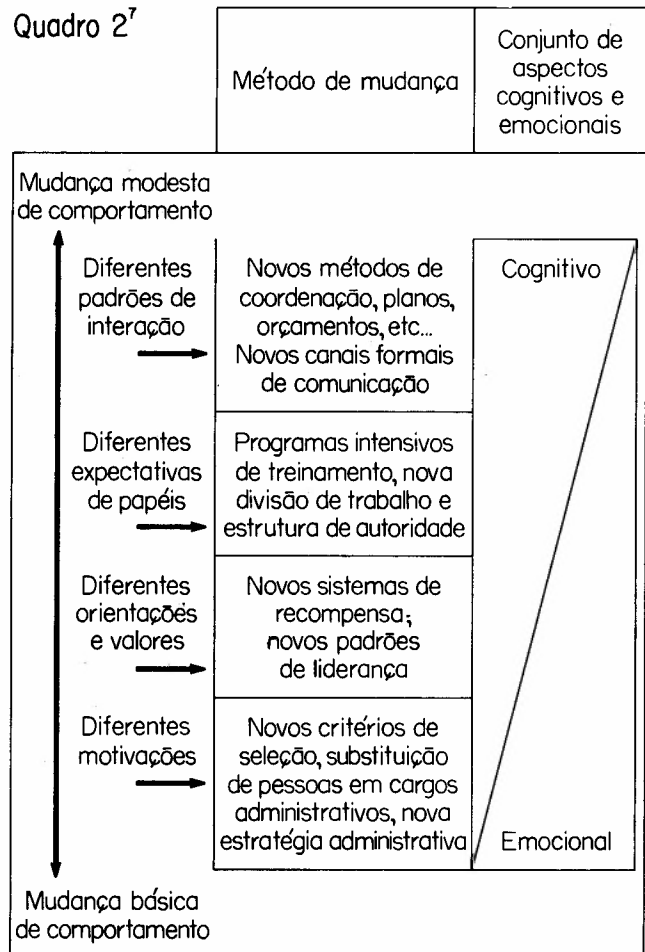 Quadro 2⁷
Método de mudança
Conjunto de
aspectos
cognitivos e
emocionais
Mudança modesta
de comportamento
Diferentes
padrões de
interação
Novos métodos de
coordenação, planos,
orçamentos, etc...
Novos canais formais
de comunicação
Cognitivo
Diferentes
expectativas
de papéis
Programas intensivos
de treinamento, nova
divisão de trabalho e
estrutura de autoridade
Diferentes
orientações
e valores
Novos sistemas de
recompensa;
novos padrões
de liderança
Diferentes
motivações
Novos critérios de
seleção, substituição
de pessoas em cargos
administrativos, nova
estratégia administrativa
Emocional
Mudança básica
de comportamento